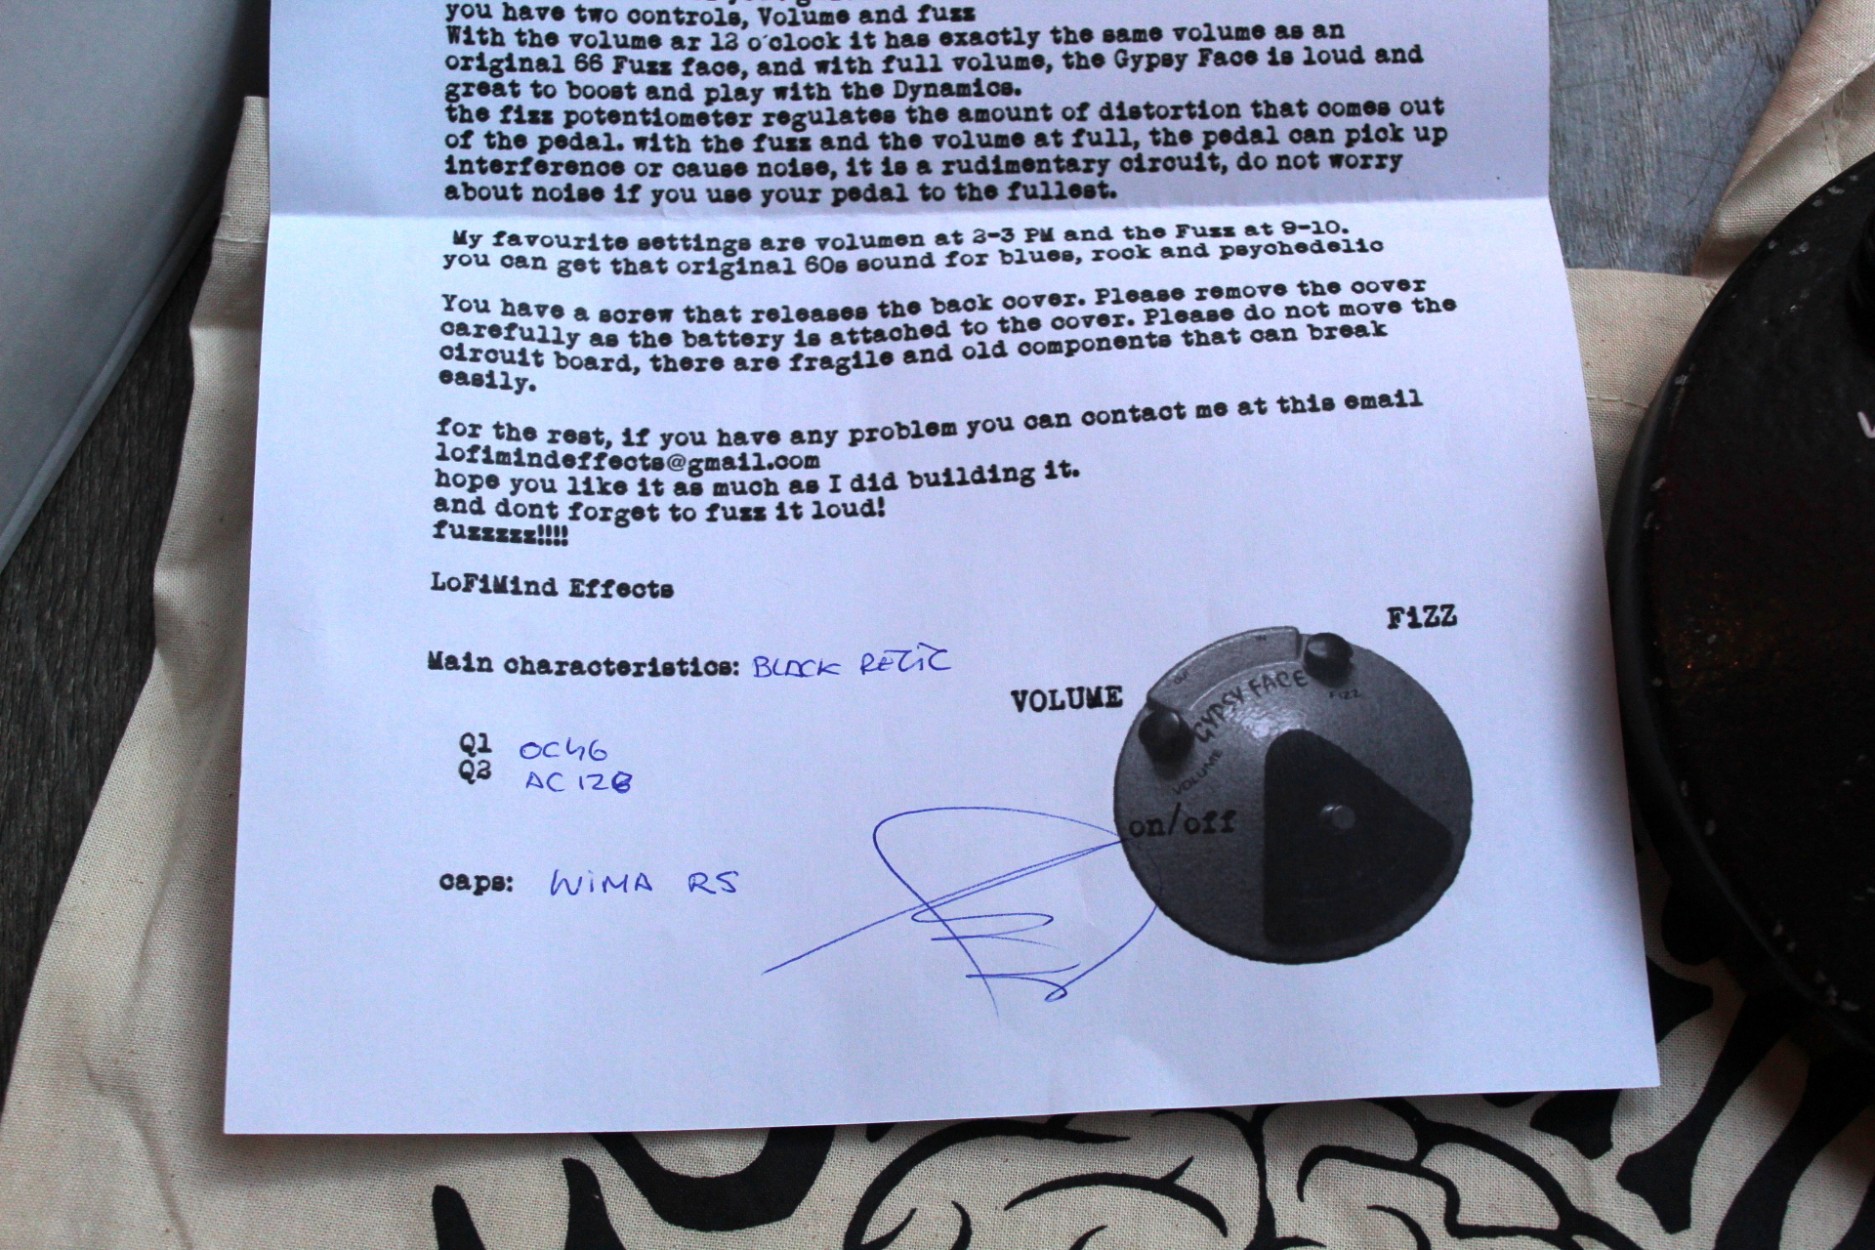 you have two controls, Volume and fuzz
With the volume ar 12 o'clock it has exactly the same volume as an
original 66 Fuzz face, and with full volume, the Gypsy Face is loud and
great to boost and play with the Dynamics.
the fizz potentiometer regulates the amount of distortion that comes out
of the pedal. with the fuzz and the volume at full, the pedal can pick up
interference or cause noise, it is a rudimentary circuit, do not worry
about noise if you use your pedal to the fullest.
My favourite settings are volumen at 2-3 PM and the Fuzz at 9-10.
you can get that original 60s sound for blues, rock and psychedelic
You have a screw that releases the back cover. Please remove the cover
carefully as the battery is attached to the cover. Please do not move the
circuit board, there are fragile and old components that can break
easily.
for the rest, if you have any problem you can contact me at this email
lofimindeffects@gmail.com
hope you like it as much as I did building it.
and dont forget to fuzz it loud!
fuzzzzz!!!!
LoFiMind Effects
Main characteristics: BLACK RELIC
Q1 OC46
Q2 AC128
caps: WIMA RS
FiZZ
VOLUME
GYPSY FACE
FIZZ
VOLUME
on/off